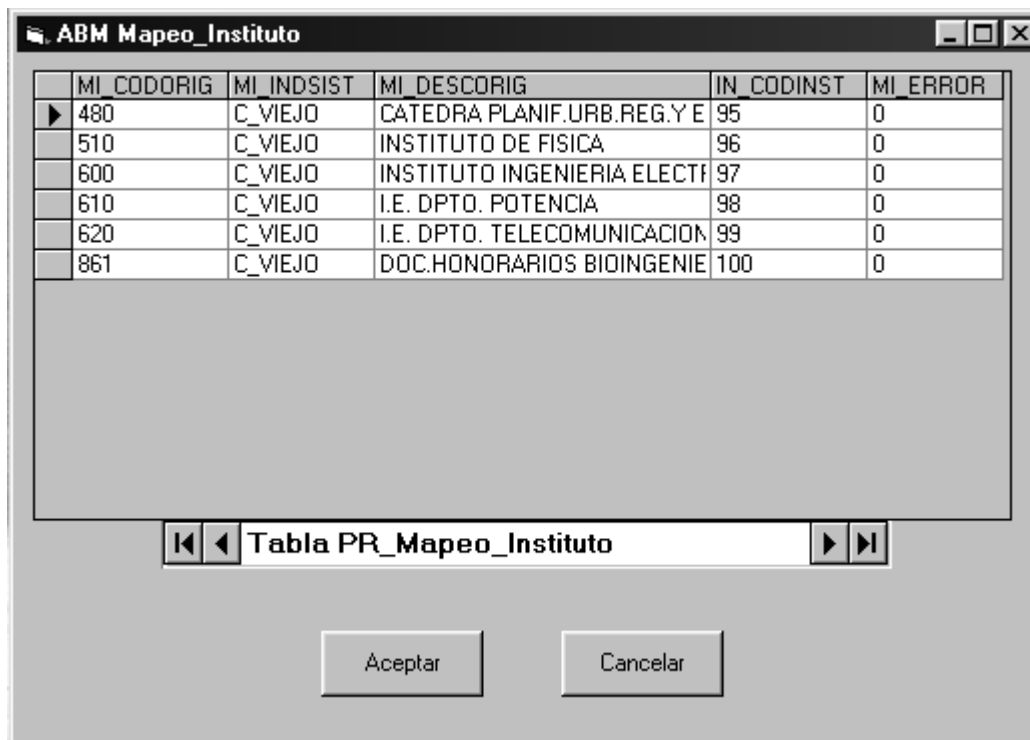 ABM Mapeo_Instituto
MI_CODORIG MI_INDSIST MI_DESCORIG IN_CODINST MI_ERROR
480 C_VIEJO CATEDRA PLANIF.URB.REG.Y E 95 0
510 C_VIEJO INSTITUTO DE FISICA 96 0
600 C_VIEJO INSTITUTO INGENIERIA ELECTR 97 0
610 C_VIEJO I.E. DPTO. POTENCIA 98 0
620 C_VIEJO I.E. DPTO. TELECOMUNICACION 99 0
861 C_VIEJO DOC.HONORARIOS BIOINGENIE 100 0
Tabla PR_Mapeo_Instituto
Aceptar Cancelar